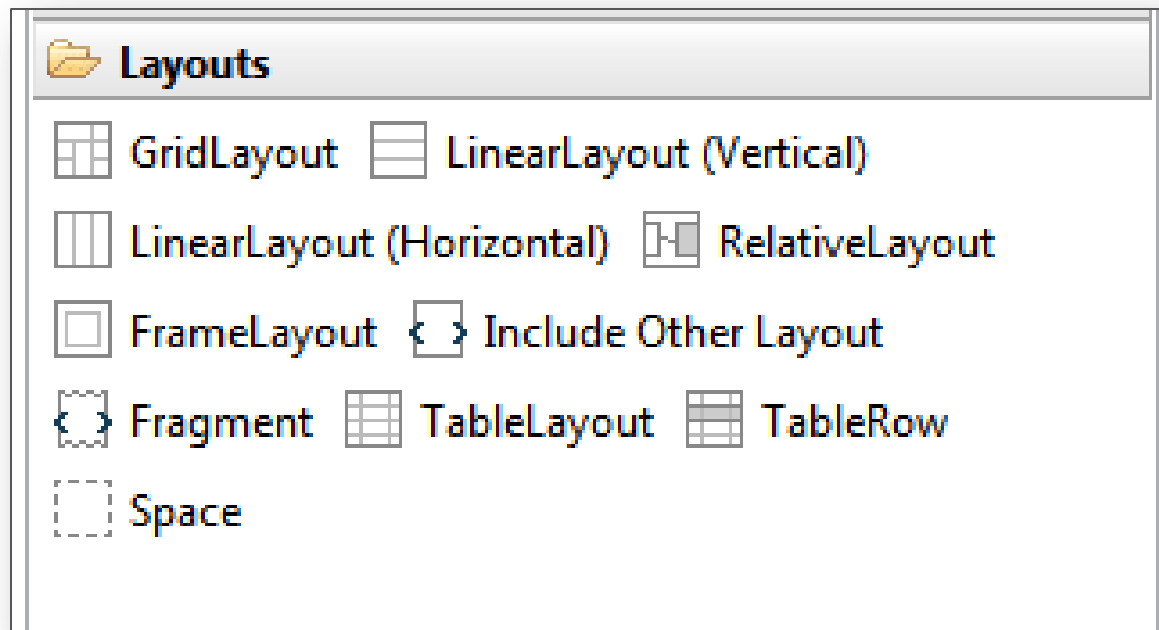 Layouts
GridLayout LinearLayout (Vertical)
LinearLayout (Horizontal) RelativeLayout
FrameLayout Include Other Layout
Fragment TableLayout TableRow
Space